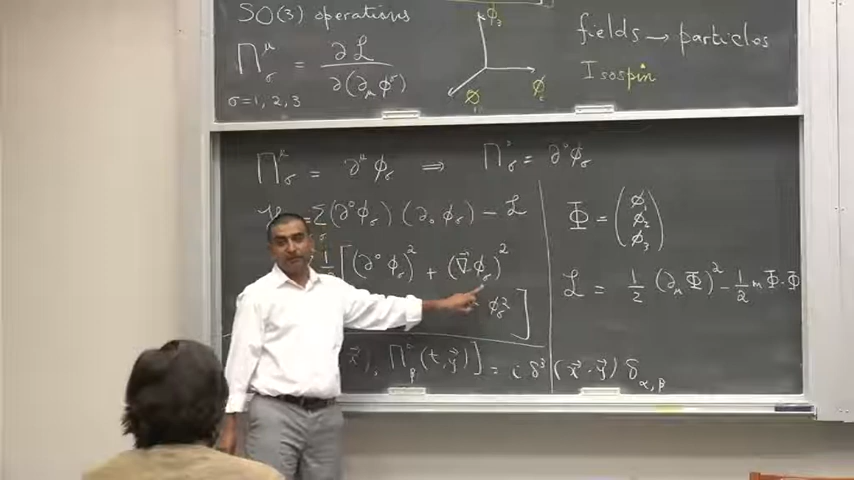 SO(3) operations
Π^μ_σ = ∂ℒ / ∂(∂_μ φ^σ)
σ=1, 2, 3
φ_3
φ_1
φ_2
fields → particles
Isospin
Π^μ_σ = ∂^μ φ_σ ⇒ Π^0_σ = ∂^0 φ_σ
= Σ_σ (∂^0 φ_σ) (∂_0 φ_σ) - ℒ
1/2 [(∂^0 φ_σ)^2 + (∇⃗ φ_σ)^2
φ_σ^2 ]
x⃗), Π^0_β (t, y⃗)] = i δ^3 (x⃗ - y⃗) δ_{α,β}
Φ = (φ_1 φ_2 φ_3)
ℒ = 1/2 (∂_μ Φ)^2 - 1/2 m Φ·Φ